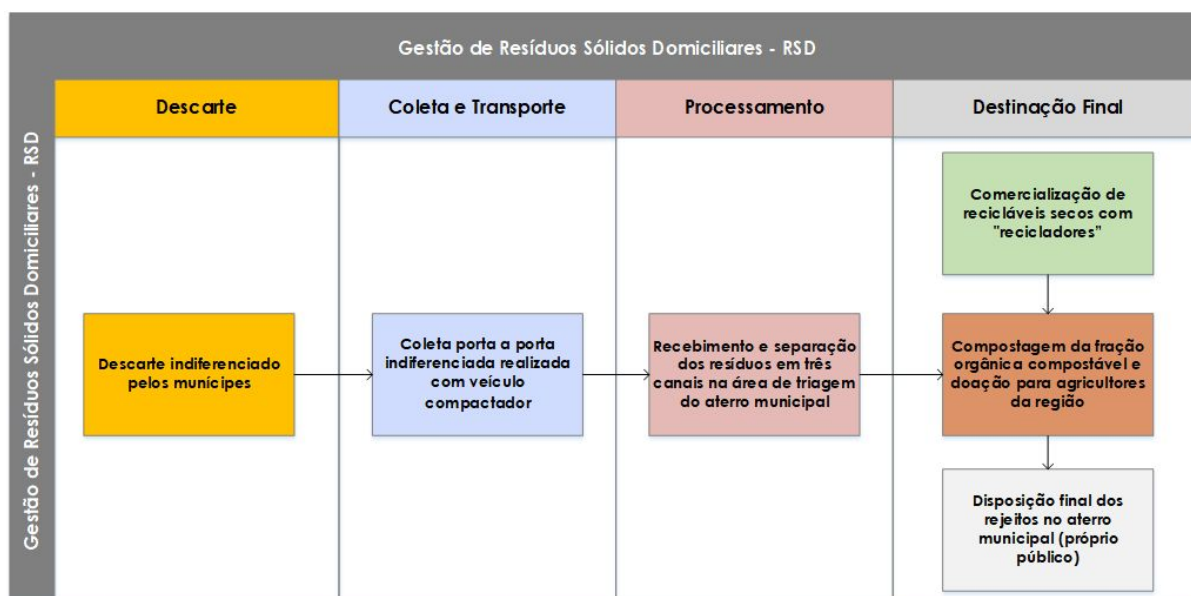 Gestão de Resíduos Sólidos Domiciliares - RSD
Gestão de Resíduos Sólidos Domiciliares - RSD
Descarte
Coleta e Transporte
Processamento
Destinação Final
Comercialização de
recicláveis secos com
"recicladores"
Descarte indiferenciado
pelos munícipes
Coleta porta a porta
indiferenciada realizada
com veículo
compactador
Recebimento e separação
dos resíduos em três
canais na área de triagem
do aterro municipal
Compostagem da fração
orgânica compostável e
doação para agricultores
da região
Disposição final dos
rejeitos no aterro
municipal (próprio
público)